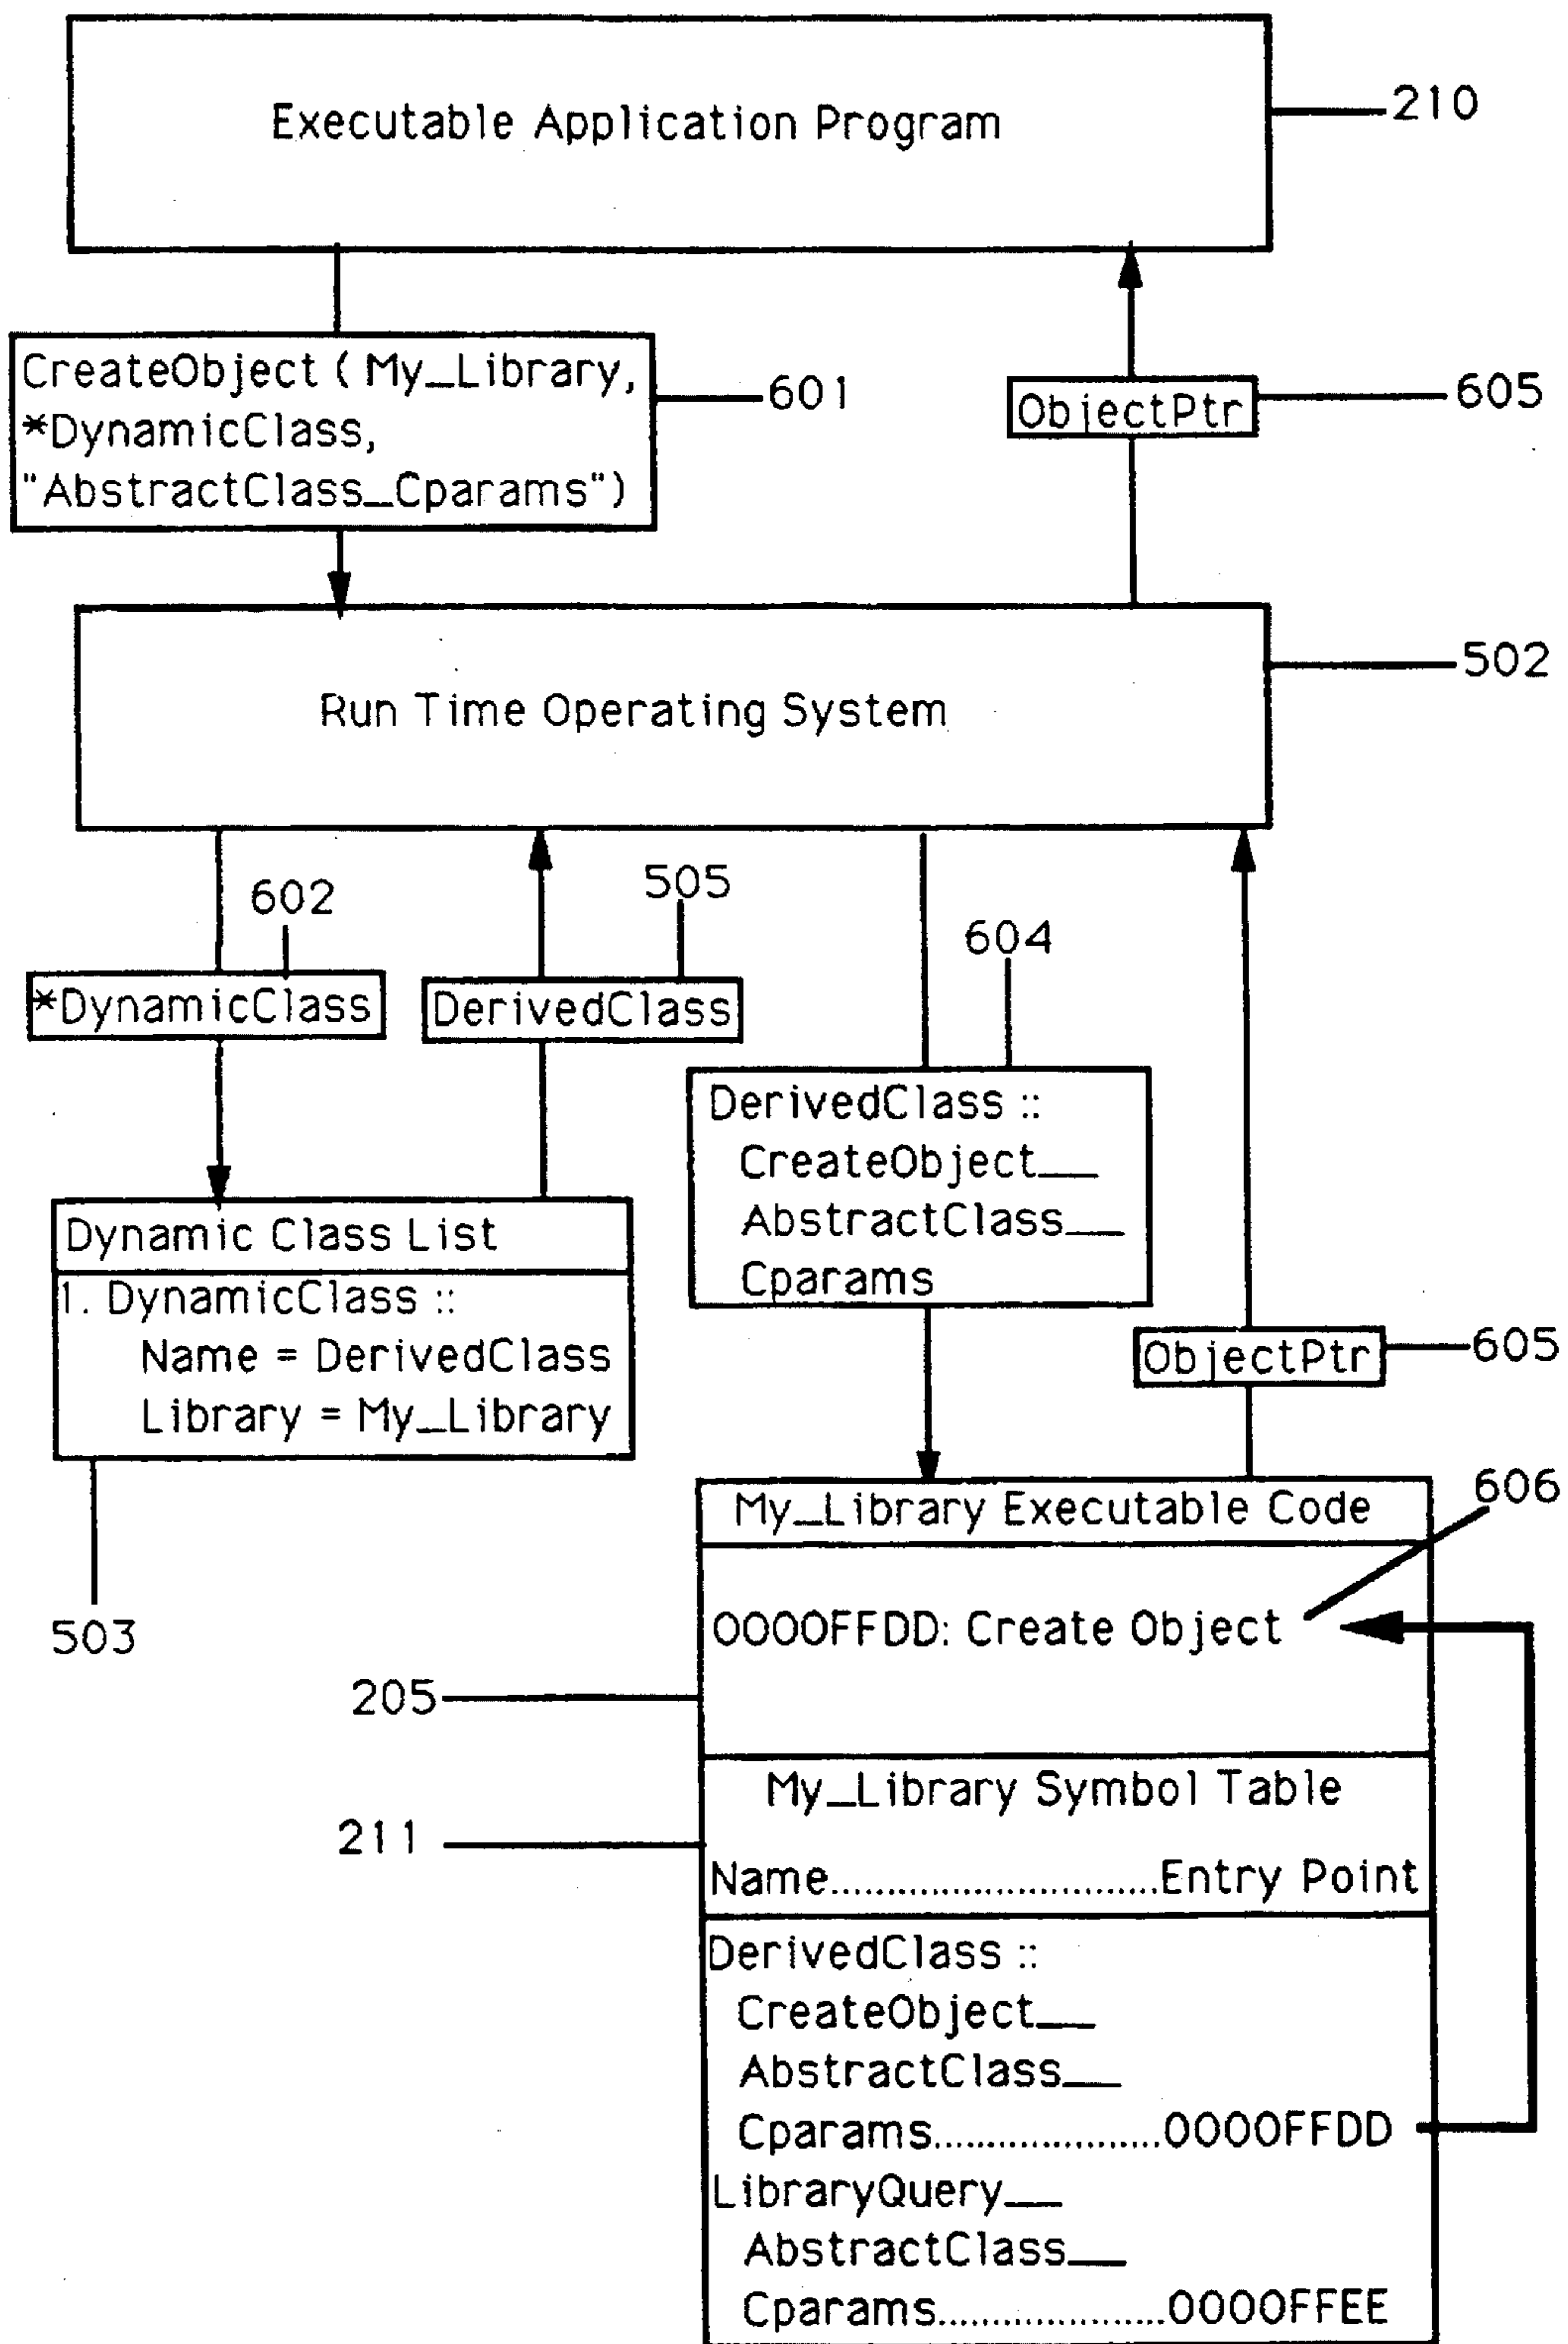 Executable Application Program
210
CreateObject ( My_Library,
*DynamicClass,
"AbstractClass_Cparams")
601
ObjectPtr
605
Run Time Operating System
502
602
505
604
*DynamicClass
DerivedClass
DerivedClass ::
CreateObject__
AbstractClass__
Cparams
Dynamic Class List
1. DynamicClass ::
Name = DerivedClass
Library = My_Library
503
ObjectPtr
605
606
My_Library Executable Code
0000FFDD: Create Object
205
My_Library Symbol Table
211
Name...............................Entry Point
DerivedClass ::
CreateObject__
AbstractClass__
Cparams......................0000FFDD
LibraryQuery__
AbstractClass__
Cparams......................0000FFEE